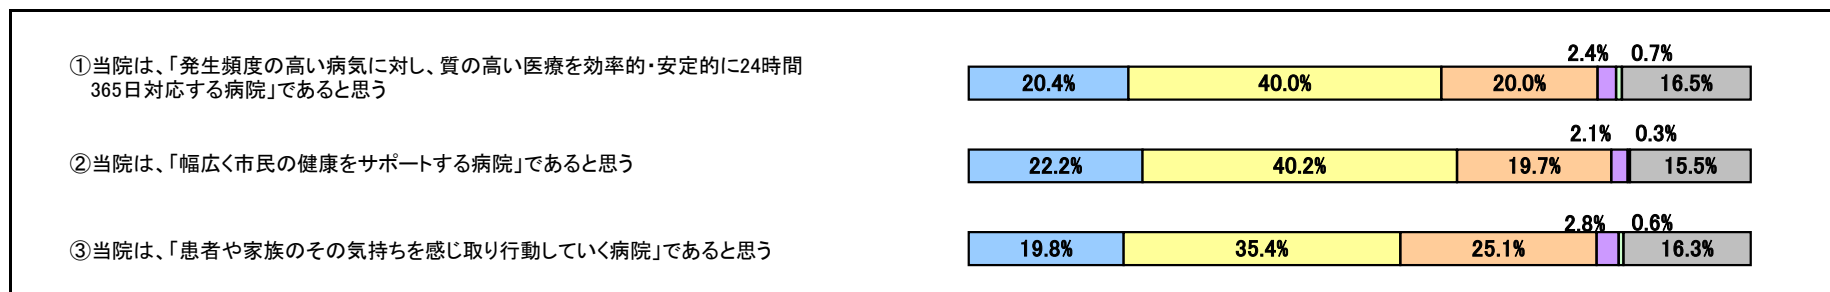 ①当院は、「発生頻度の高い病気に対し、質の高い医療を効率的・安定的に24時間
365日対応する病院」であると思う
2.4% 0.7%
20.4% 40.0% 20.0% 16.5%
②当院は、「幅広く市民の健康をサポートする病院」であると思う
2.1% 0.3%
22.2% 40.2% 19.7% 15.5%
③当院は、「患者や家族のその気持ちを感じ取り行動していく病院」であると思う
2.8% 0.6%
19.8% 35.4% 25.1% 16.3%